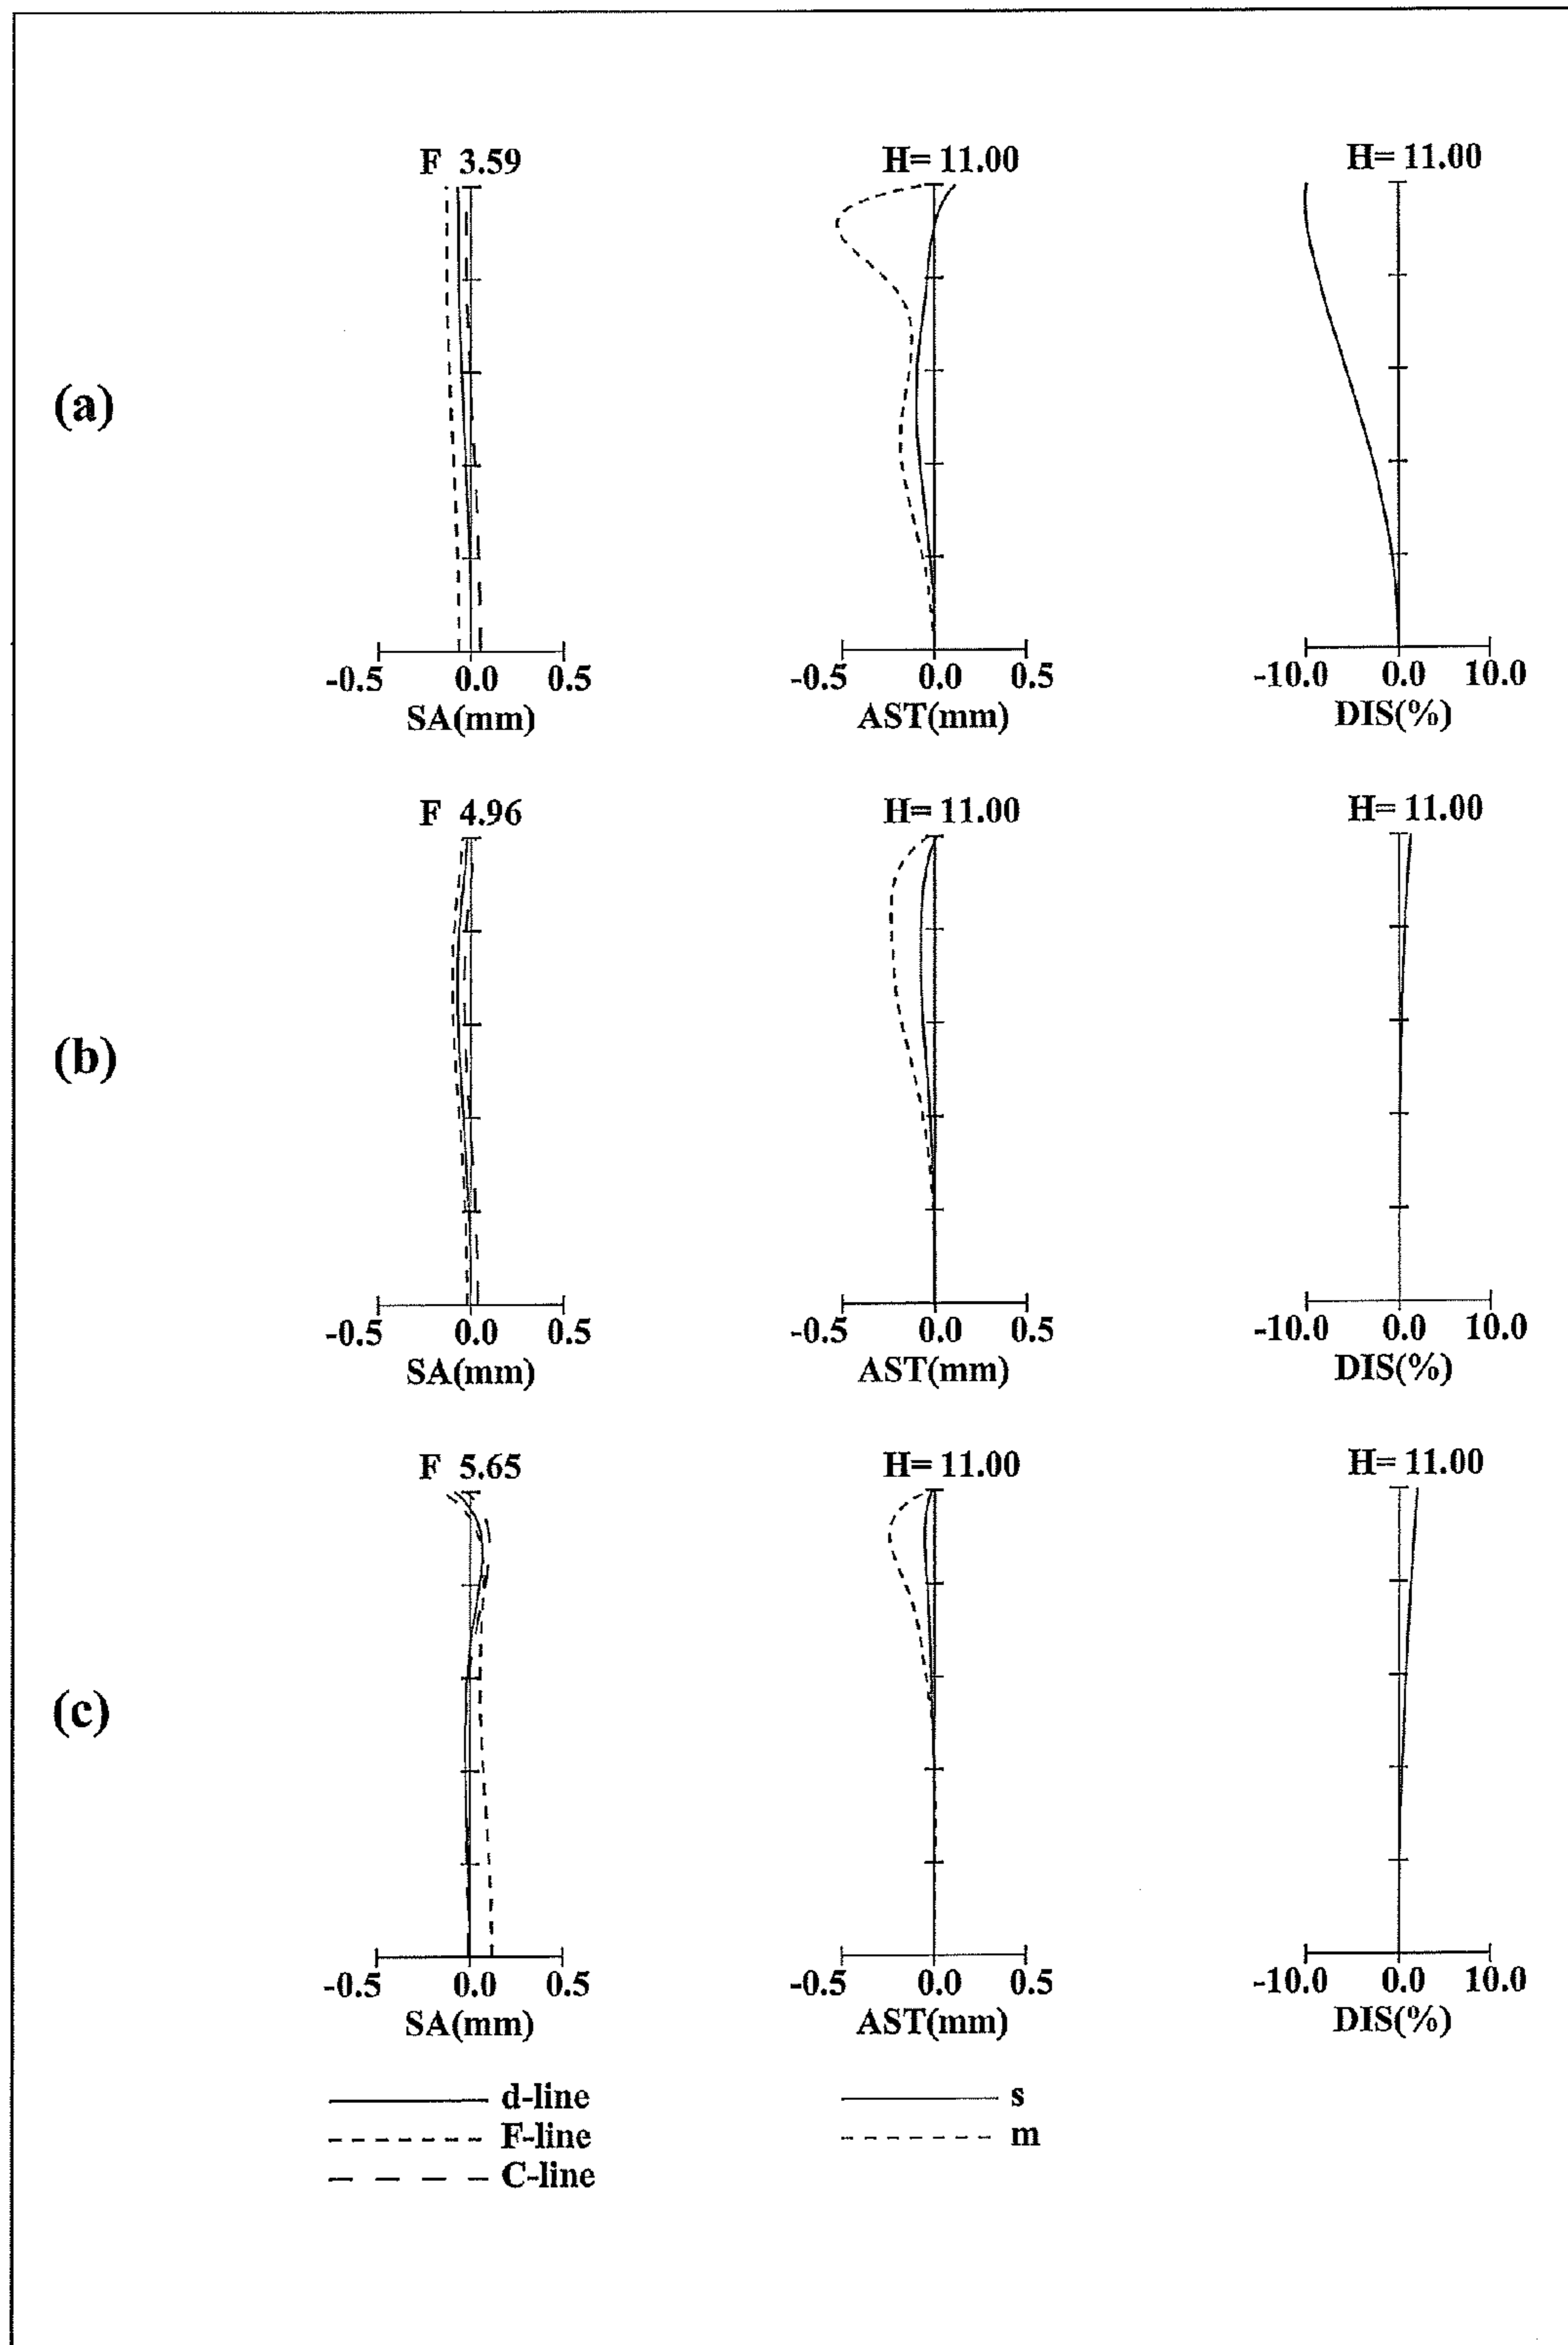 (a)
F 3.59
-0.5 0.0 0.5
SA(mm)
H= 11.00
-0.5 0.0 0.5
AST(mm)
H= 11.00
-10.0 0.0 10.0
DIS(%)
(b)
F 4.96
-0.5 0.0 0.5
SA(mm)
H= 11.00
-0.5 0.0 0.5
AST(mm)
H= 11.00
-10.0 0.0 10.0
DIS(%)
(c)
F 5.65
-0.5 0.0 0.5
SA(mm)
H= 11.00
-0.5 0.0 0.5
AST(mm)
H= 11.00
-10.0 0.0 10.0
DIS(%)
d-line
F-line
C-line
s
m